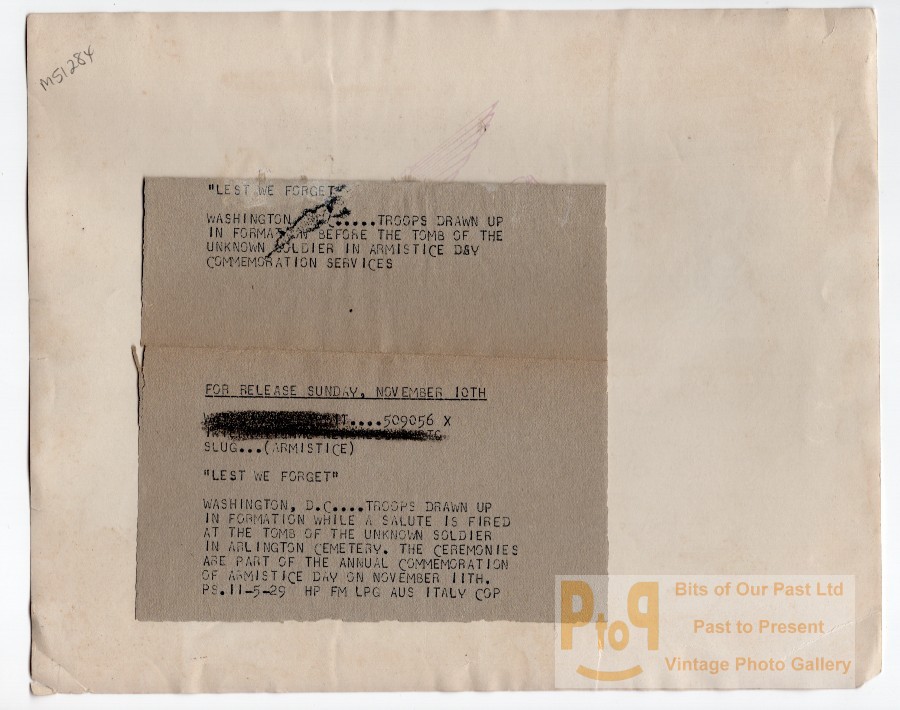 M51284
"LEST WE FORGET"
WASHINGTON, C.....TROOPS DRAWN UP
IN FORMATION BEFORE THE TOMB OF THE
UNKNOWN SOLDIER IN ARMISTICE D&Y
COMMEMORATION SERVICES
FOR RELEASE SUNDAY, NOVEMBER 10TH
T....509056 X
SLUG...(ARMISTICE)
"LEST WE FORGET"
WASHINGTON, D.C....TROOPS DRAWN UP
IN FORMATION WHILE A SALUTE IS FIRED
AT THE TOMB OF THE UNKNOWN SOLDIER
IN ARLINGTON CEMETERY. THE CEREMONIES
ARE PART OF THE ANNUAL COMMEMORATION
OF ARMISTICE DAY ON NOVEMBER 11TH.
PS.11-5-29 HP FM LPG AUS ITALY COP
PtoP
Bits of Our Past Ltd
Past to Present
Vintage Photo Gallery